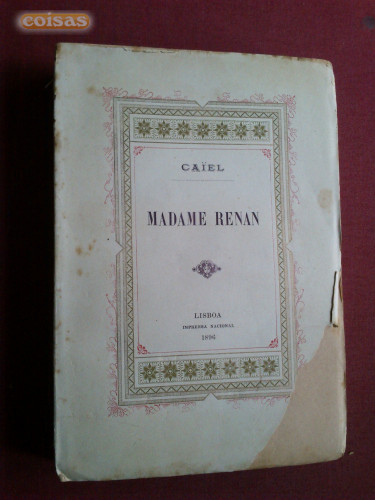 coisas
CAÏEL
MADAME RENAN
LISBOA
IMPRENSA NACIONAL
1896